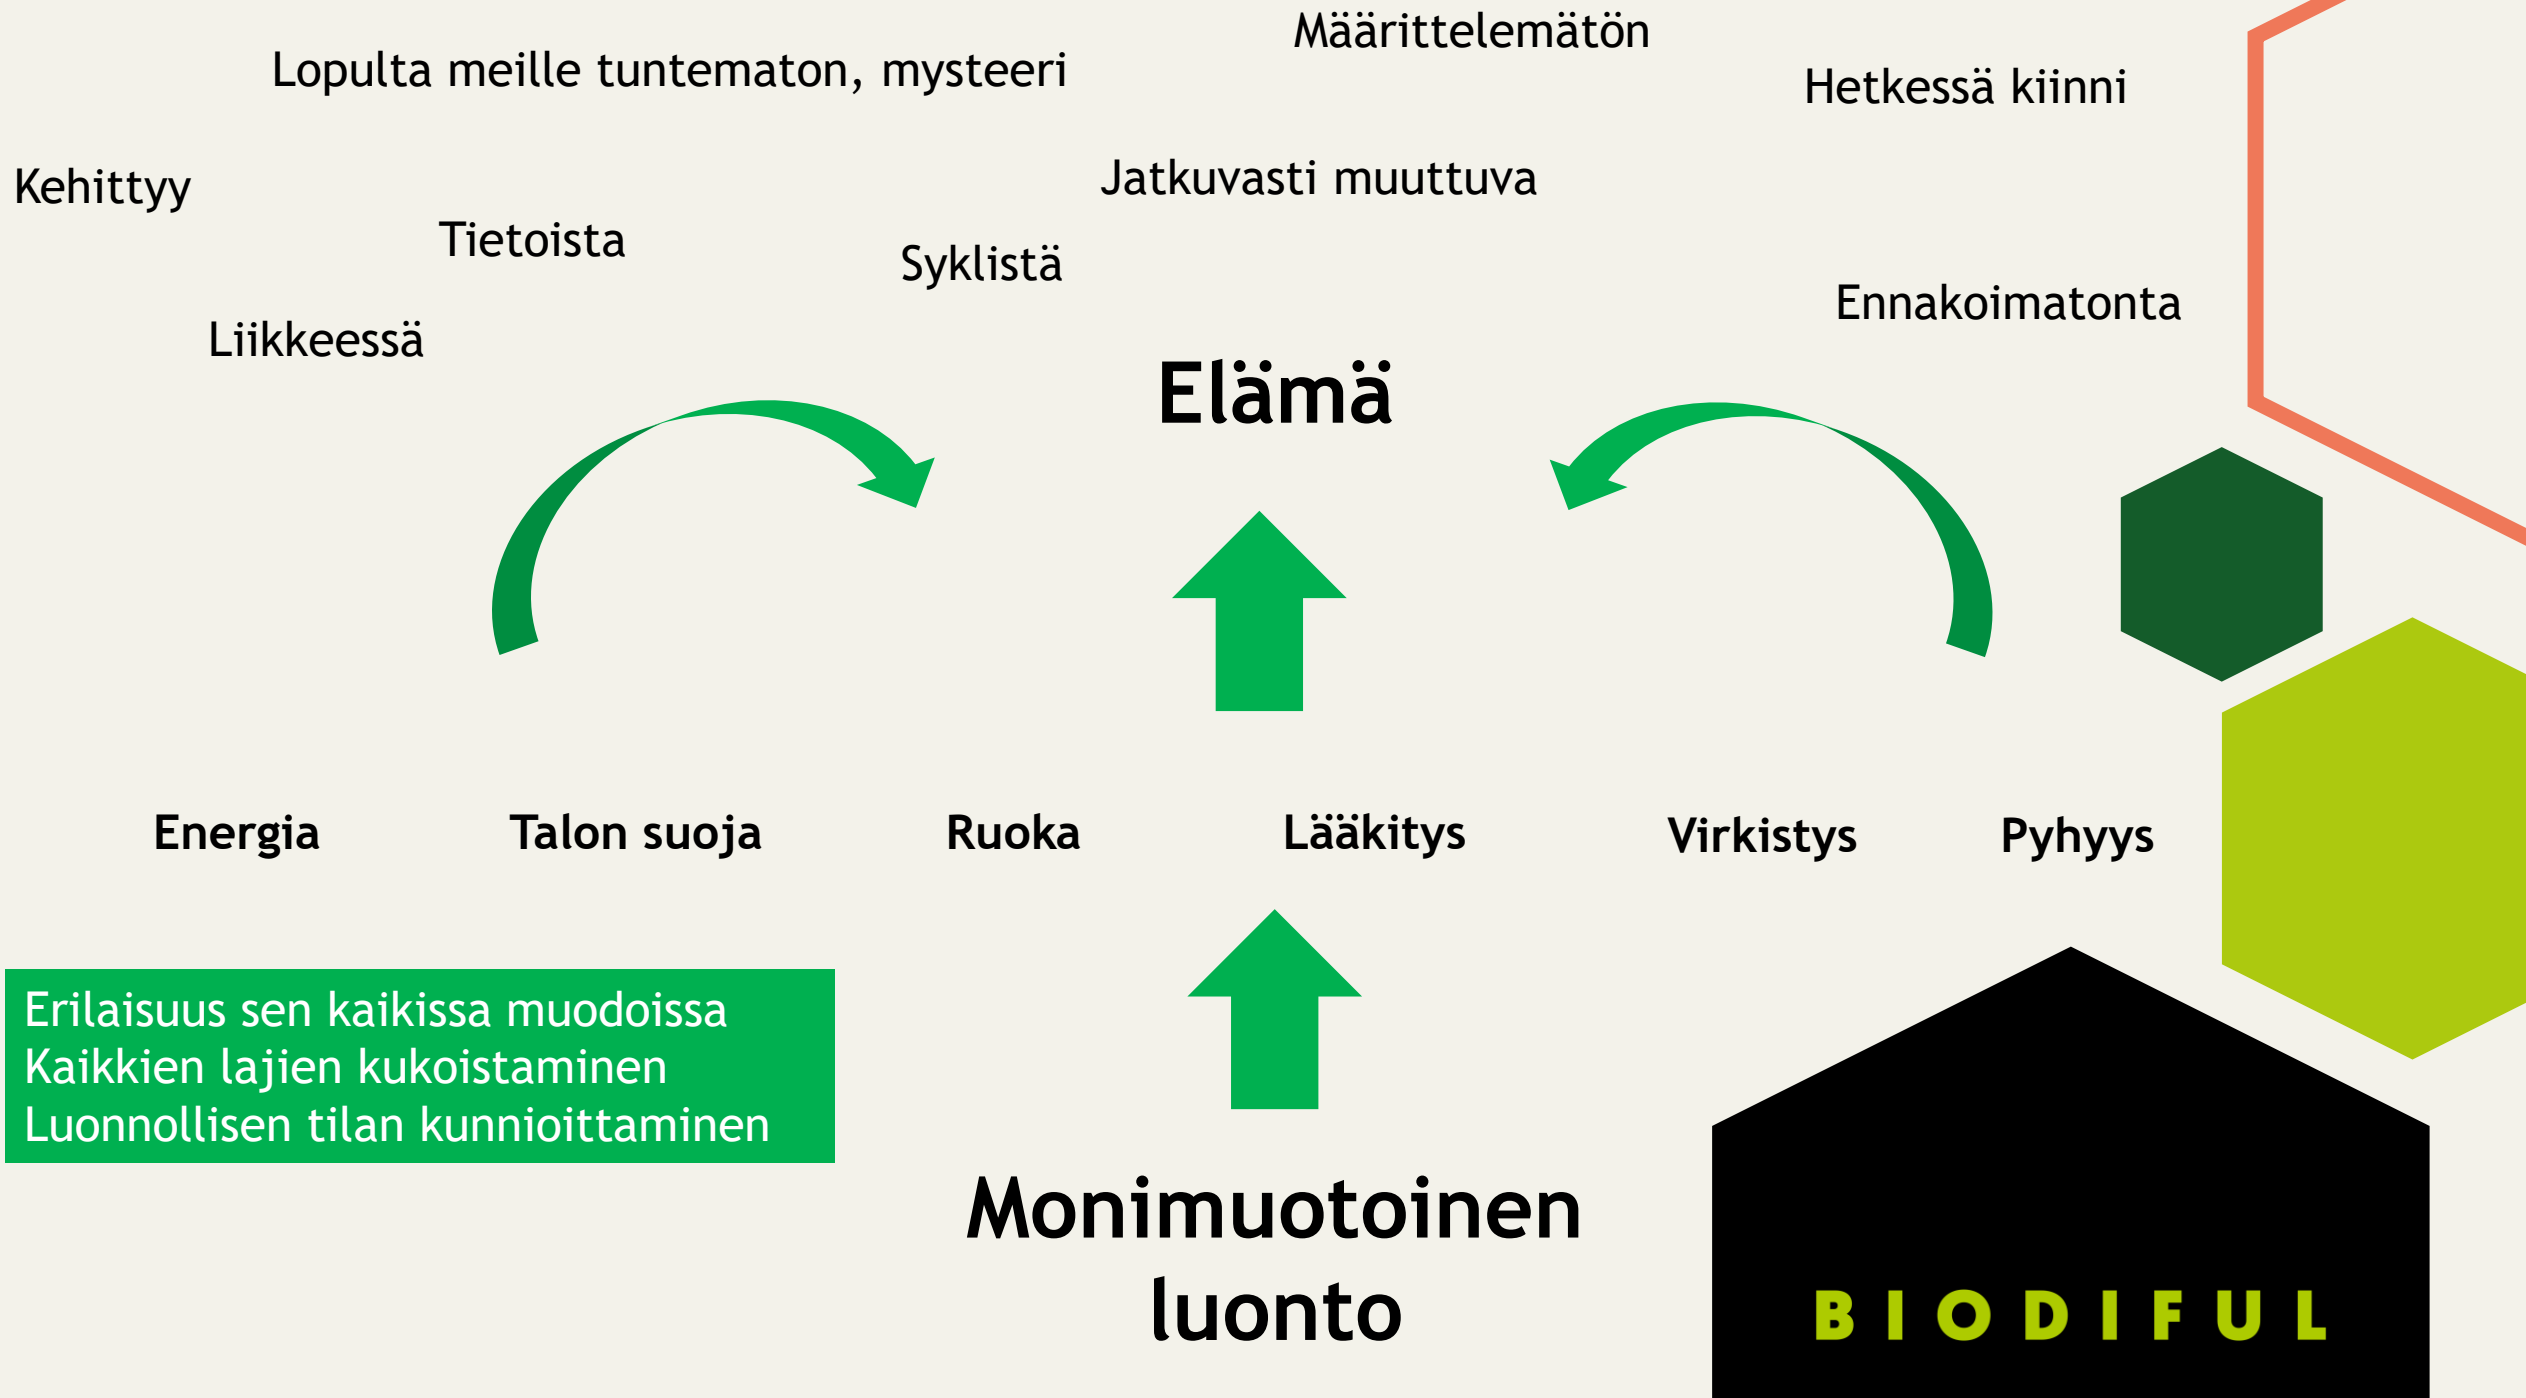 Määrittelemätön
Lopulta meille tuntematon, mysteeri
Hetkessä kiinni
Kehittyy
Jatkuvasti muuttuva
Tietoista
Syklistä
Ennakoimatonta
Liikkeessä
Elämä
Energia
Talon suoja
Ruoka
Lääkitys
Virkistys
Pyhyys
Erilaisuus sen kaikissa muodoissa
Kaikkien lajien kukoistaminen
Luonnollisen tilan kunnioittaminen
Monimuotoinen
luonto
BIODIFUL